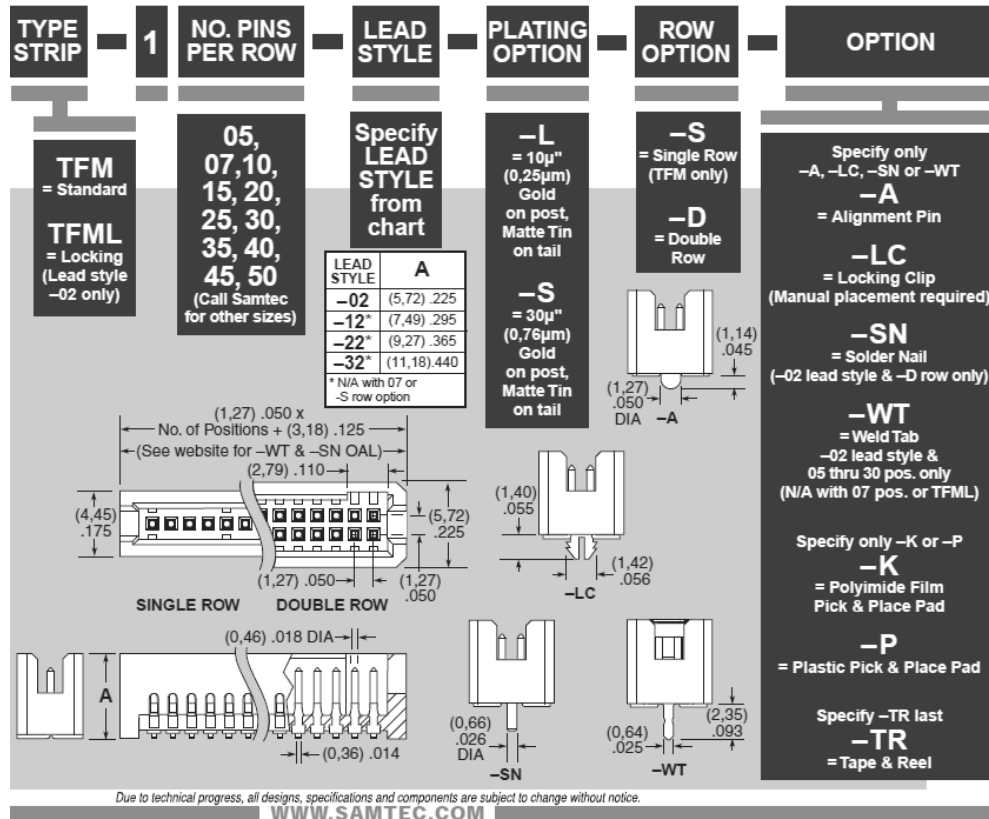 TYPE
STRIP
1
NO. PINS
PER ROW
LEAD
STYLE
PLATING
OPTION
ROW
OPTION
OPTION
TFM
= Standard
TFML
= Locking
(Lead style
–02 only)
05,
07,10,
15, 20,
25, 30,
35, 40,
45, 50
(Call Samtec
for other sizes)
Specify
LEAD
STYLE
from
chart
LEAD
STYLE
A
–02 (5,72) .225
–12* (7,49) .295
–22* (9,27) .365
–32* (11,18).440
* N/A with 07 or
-S row option
–L
= 10µ"
(0,25µm)
Gold
on post,
Matte Tin
on tail
–S
= 30µ"
(0,76µm)
Gold
on post,
Matte Tin
on tail
–S
= Single Row
(TFM only)
–D
= Double
Row
Specify only
–A, –LC, –SN or –WT
–A
= Alignment Pin
–LC
= Locking Clip
(Manual placement required)
–SN
= Solder Nail
(–02 lead style & –D row only)
–WT
= Weld Tab
–02 lead style &
05 thru 30 pos. only
(N/A with 07 pos. or TFML)
Specify only –K or –P
–K
= Polyimide Film
Pick & Place Pad
–P
= Plastic Pick & Place Pad
Specify –TR last
–TR
= Tape & Reel
(1,14)
.045
(1,27)
.050
DIA
–A
(1,27) .050 x
No. of Positions + (3,18) .125
(See website for –WT & –SN OAL)
(2,79) .110
(4,45)
.175
(5,72)
.225
(1,27) .050
(1,27)
.050
SINGLE ROW
DOUBLE ROW
(1,40)
.055
(1,42)
.056
–LC
(0,46) .018 DIA
A
(0,36) .014
(0,66)
.026
DIA
–SN
(0,64)
.025
(2,35)
.093
–WT
Due to technical progress, all designs, specifications and components are subject to change without notice.
WWW.SAMTEC.COM